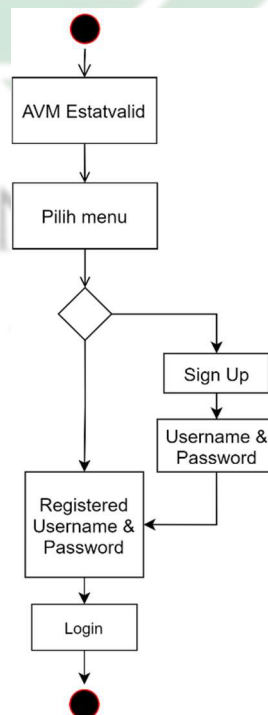 AVM Estatvalid
Pilih menu
Sign Up
Username &
Password
Registered
Username &
Password
Login